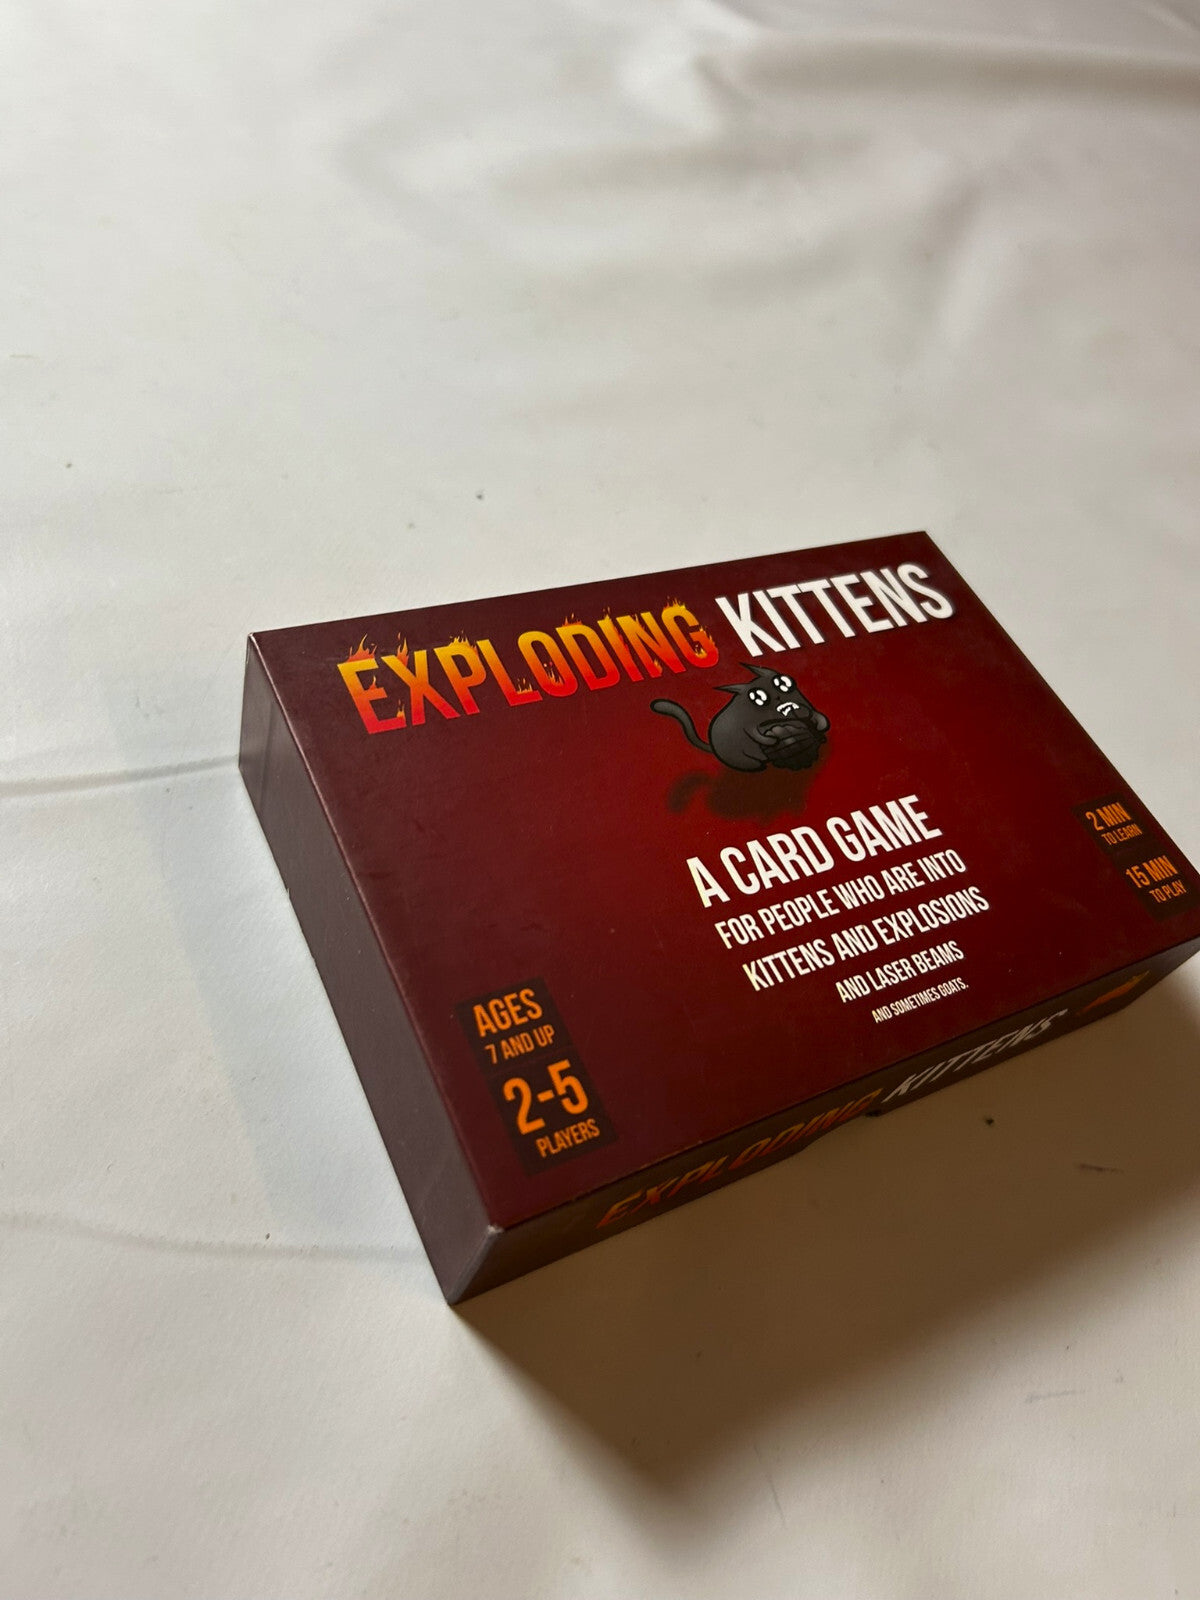 EXPLODING KITTENS
A CARD GAME
FOR PEOPLE WHO ARE INTO
KITTENS AND EXPLOSIONS
AND LASER BEAMS
AND SOMETIMES GOATS.
2 MIN
TO LEARN
15 MIN
TO PLAY
AGES
7 AND UP
2-5
PLAYERS
EXPLODING KITTENS